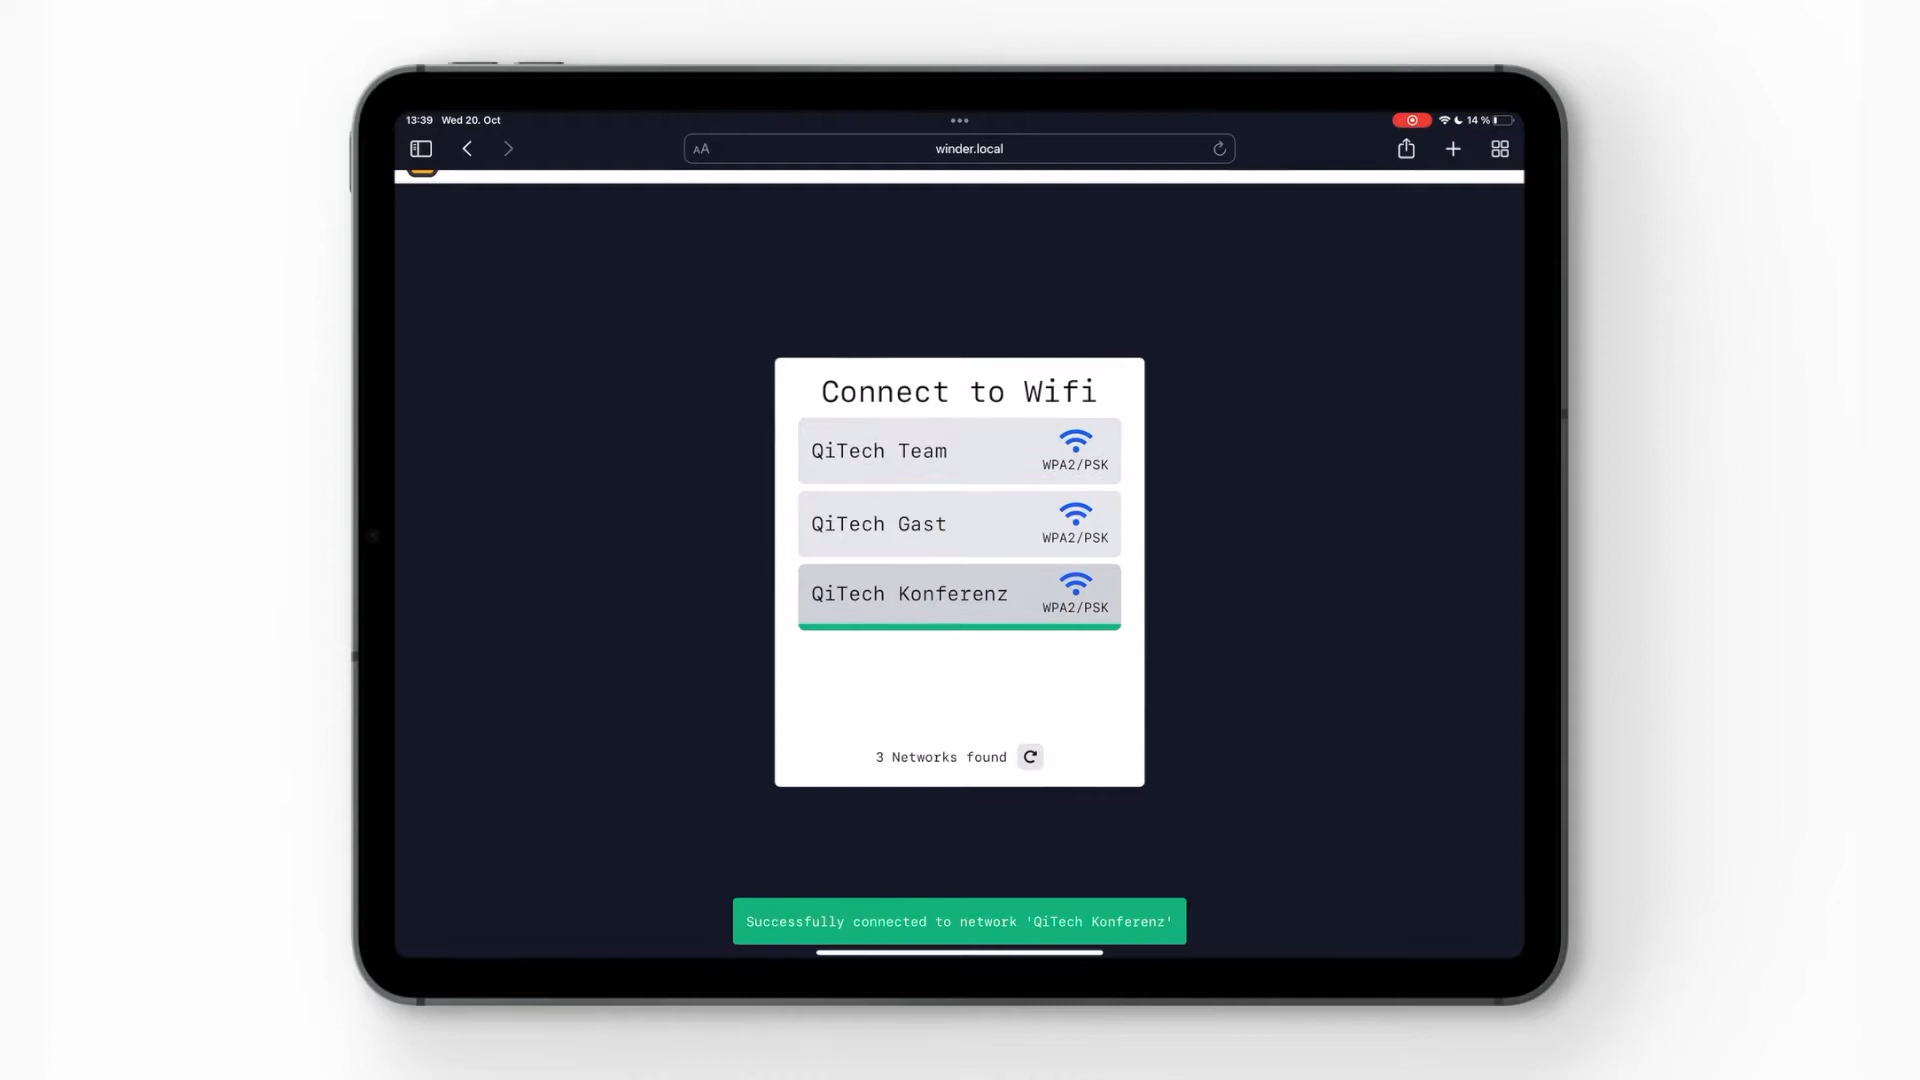 13:39 Wed 20. Oct
14 %
AA
winder.local
Connect to Wifi
QiTech Team
WPA2/PSK
QiTech Gast
WPA2/PSK
QiTech Konferenz
WPA2/PSK
3 Networks found
Successfully connected to network 'QiTech Konferenz'